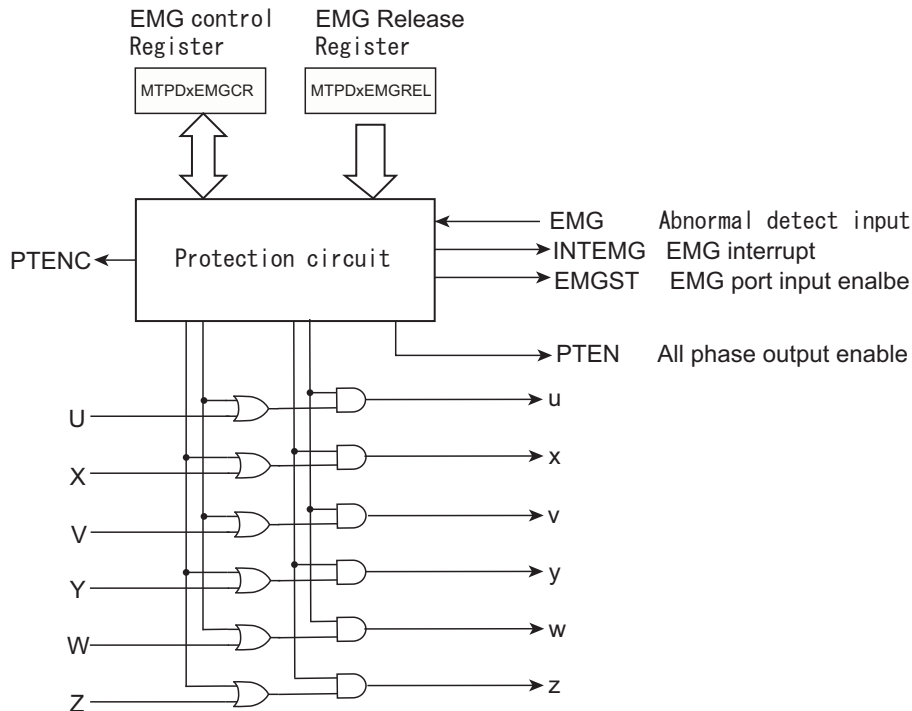 EMG control
Register
EMG Release
Register
MTPDxEMGCR
MTPDxEMGREL
Protection circuit
PTENC
EMG Abnormal detect input
INTEMG EMG interrupt
EMGST EMG port input enalbe
PTEN All phase output enable
U
u
X
x
V
v
Y
y
W
w
Z
z